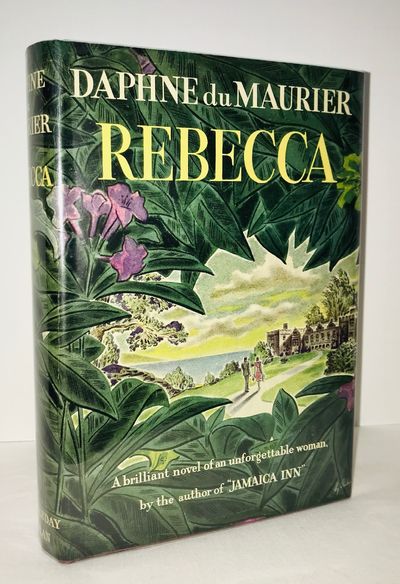 DAPHNE du MAURIER
REBECCA
A brilliant novel of an unforgettable woman,
by the author of "JAMAICA INN"